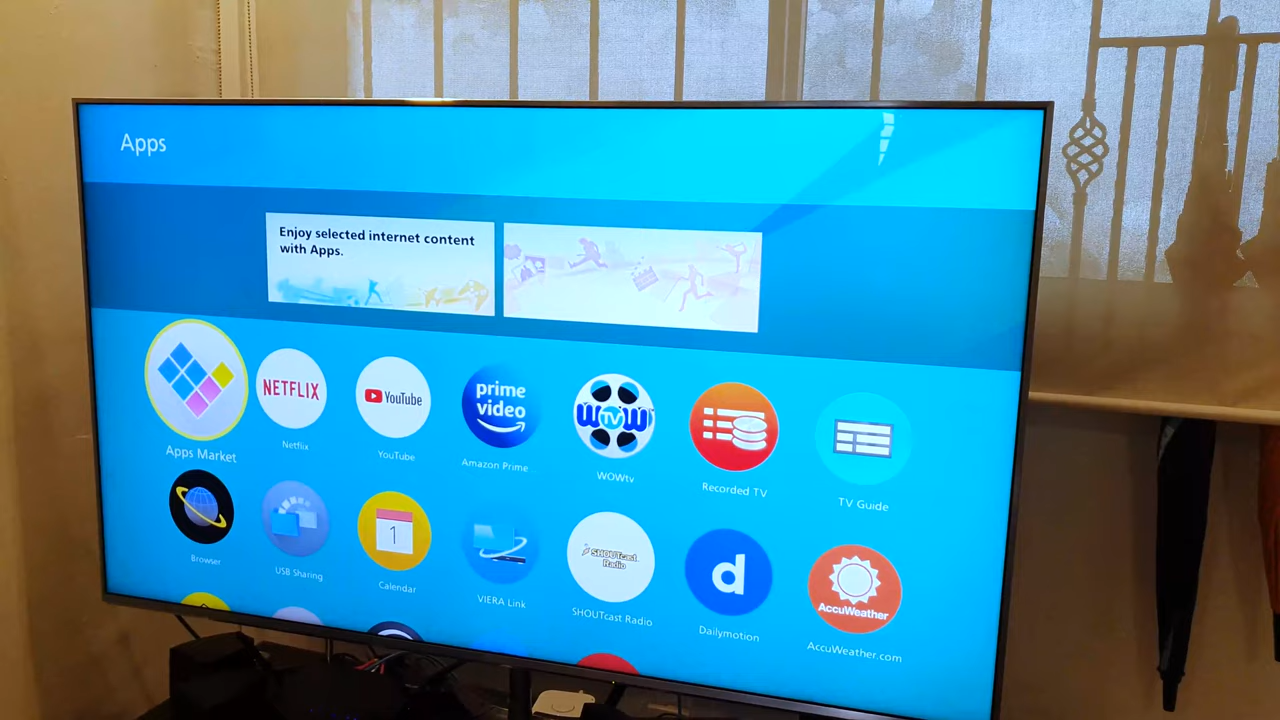 Apps
Enjoy selected internet content
with Apps.
NETFLIX
YouTube
prime
video
WOW
TV
Apps Market
Netflix
YouTube
Amazon Prime
WOWtv
Recorded TV
TV Guide
1
SHOUTcast
Radio
d
AccuWeather
Browser
USB Sharing
Calendar
VIERA Link
SHOUTcast Radio
Dailymotion
AccuWeather.com